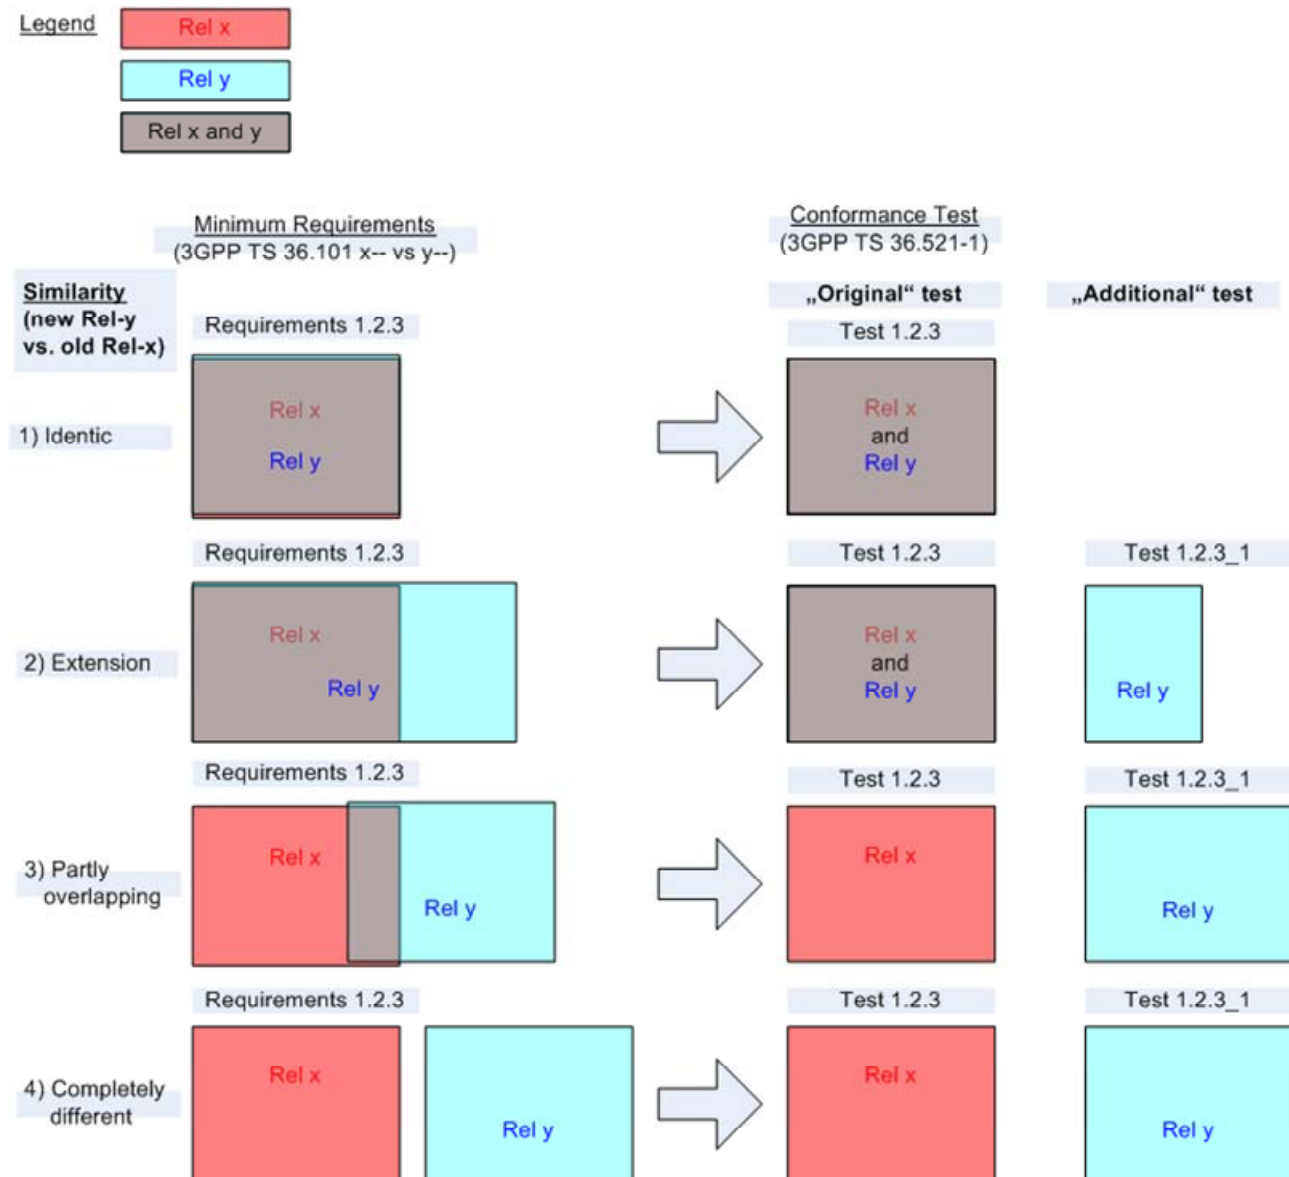 Legend
Rel x
Rel y
Rel x and y
Minimum Requirements
(3GPP TS 36.101 x-- vs y--)
Conformance Test
(3GPP TS 36.521-1)
Similarity
(new Rel-y
vs. old Rel-x)
„Original“ test
„Additional“ test
Requirements 1.2.3
Test 1.2.3
1) Identic
Rel x
Rel y
Rel x
and
Rel y
Requirements 1.2.3
Test 1.2.3
Test 1.2.3_1
2) Extension
Rel x
Rel y
Rel x
and
Rel y
Rel y
Requirements 1.2.3
Test 1.2.3
Test 1.2.3_1
3) Partly
overlapping
Rel x
Rel y
Rel x
Rel y
Requirements 1.2.3
Test 1.2.3
Test 1.2.3_1
4) Completely
different
Rel x
Rel y
Rel x
Rel y